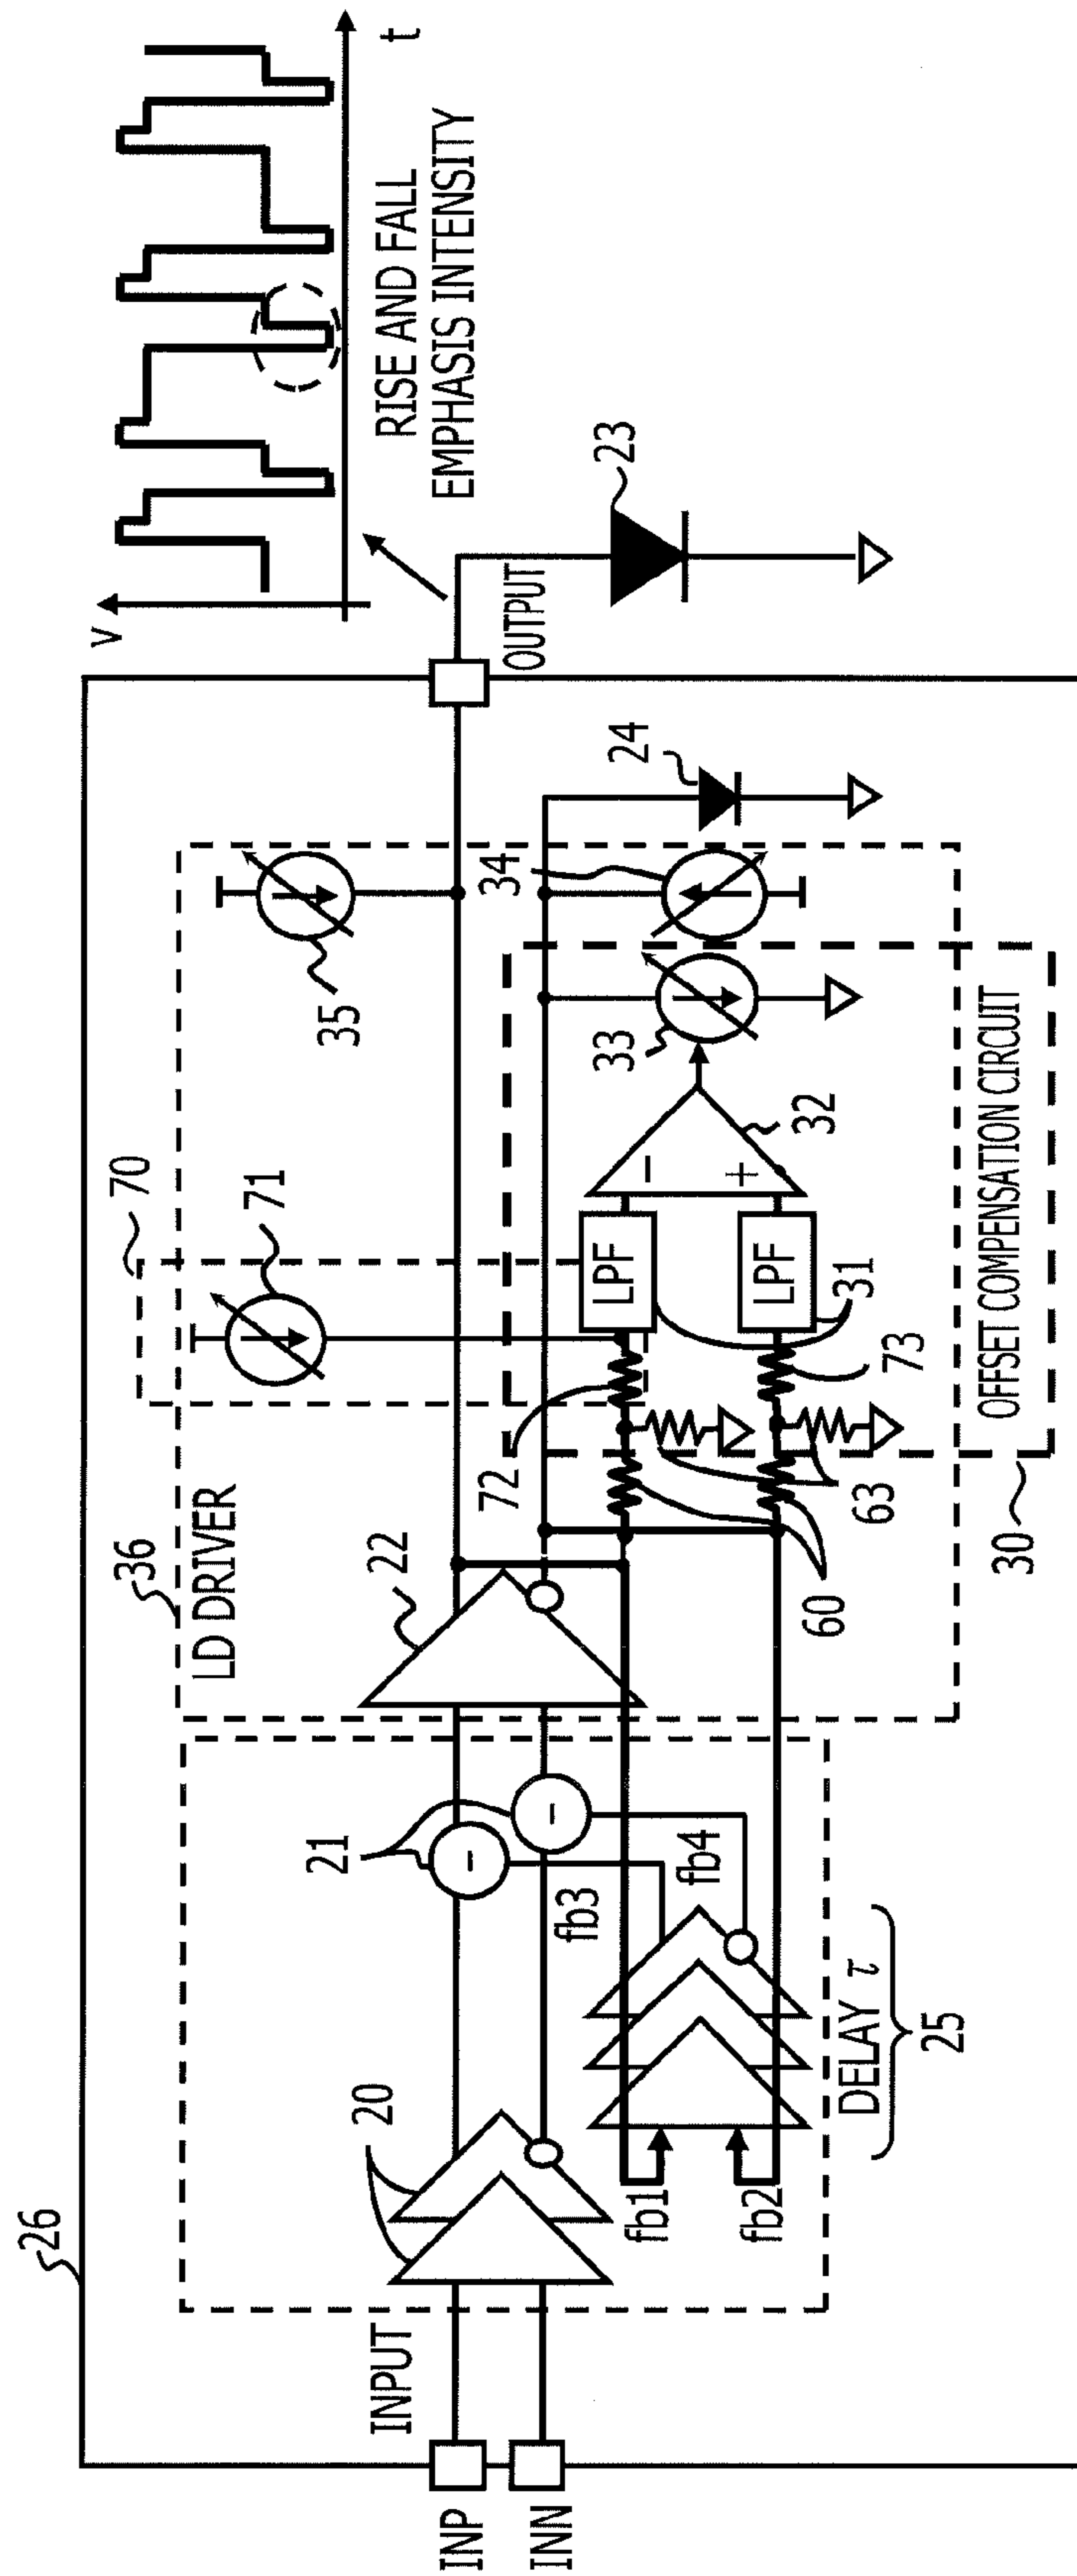 26
INPUT
INP
INN
20
21
fb1
fb2
fb3
fb4
DELAY τ
25
36
LD DRIVER
22
70
71
72
60
63
73
LPF
LPF
31
−
+
32
33
34
35
30
OFFSET COMPENSATION CIRCUIT
24
OUTPUT
23
V
t
RISE AND FALL
EMPHASIS INTENSITY
−
−